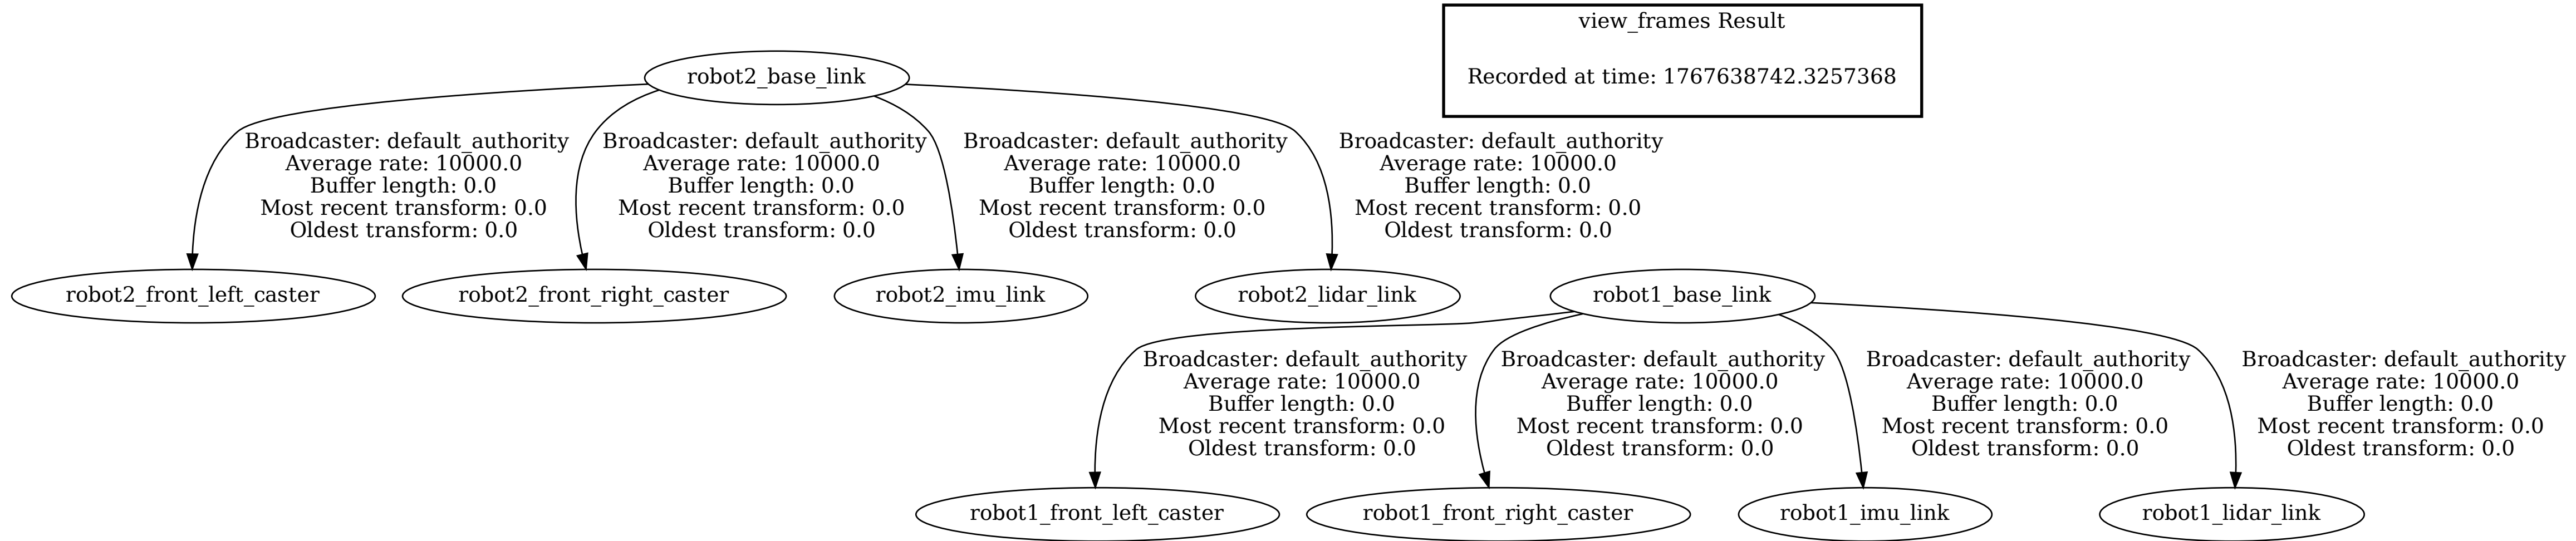 view_frames Result
Recorded at time: 1767638742.3257368
robot2_base_link
Broadcaster: default_authority
Average rate: 10000.0
Buffer length: 0.0
Most recent transform: 0.0
Oldest transform: 0.0
Broadcaster: default_authority
Average rate: 10000.0
Buffer length: 0.0
Most recent transform: 0.0
Oldest transform: 0.0
Broadcaster: default_authority
Average rate: 10000.0
Buffer length: 0.0
Most recent transform: 0.0
Oldest transform: 0.0
Broadcaster: default_authority
Average rate: 10000.0
Buffer length: 0.0
Most recent transform: 0.0
Oldest transform: 0.0
robot2_front_left_caster
robot2_front_right_caster
robot2_imu_link
robot2_lidar_link
robot1_base_link
Broadcaster: default_authority
Average rate: 10000.0
Buffer length: 0.0
Most recent transform: 0.0
Oldest transform: 0.0
Broadcaster: default_authority
Average rate: 10000.0
Buffer length: 0.0
Most recent transform: 0.0
Oldest transform: 0.0
Broadcaster: default_authority
Average rate: 10000.0
Buffer length: 0.0
Most recent transform: 0.0
Oldest transform: 0.0
Broadcaster: default_authority
Average rate: 10000.0
Buffer length: 0.0
Most recent transform: 0.0
Oldest transform: 0.0
robot1_front_left_caster
robot1_front_right_caster
robot1_imu_link
robot1_lidar_link